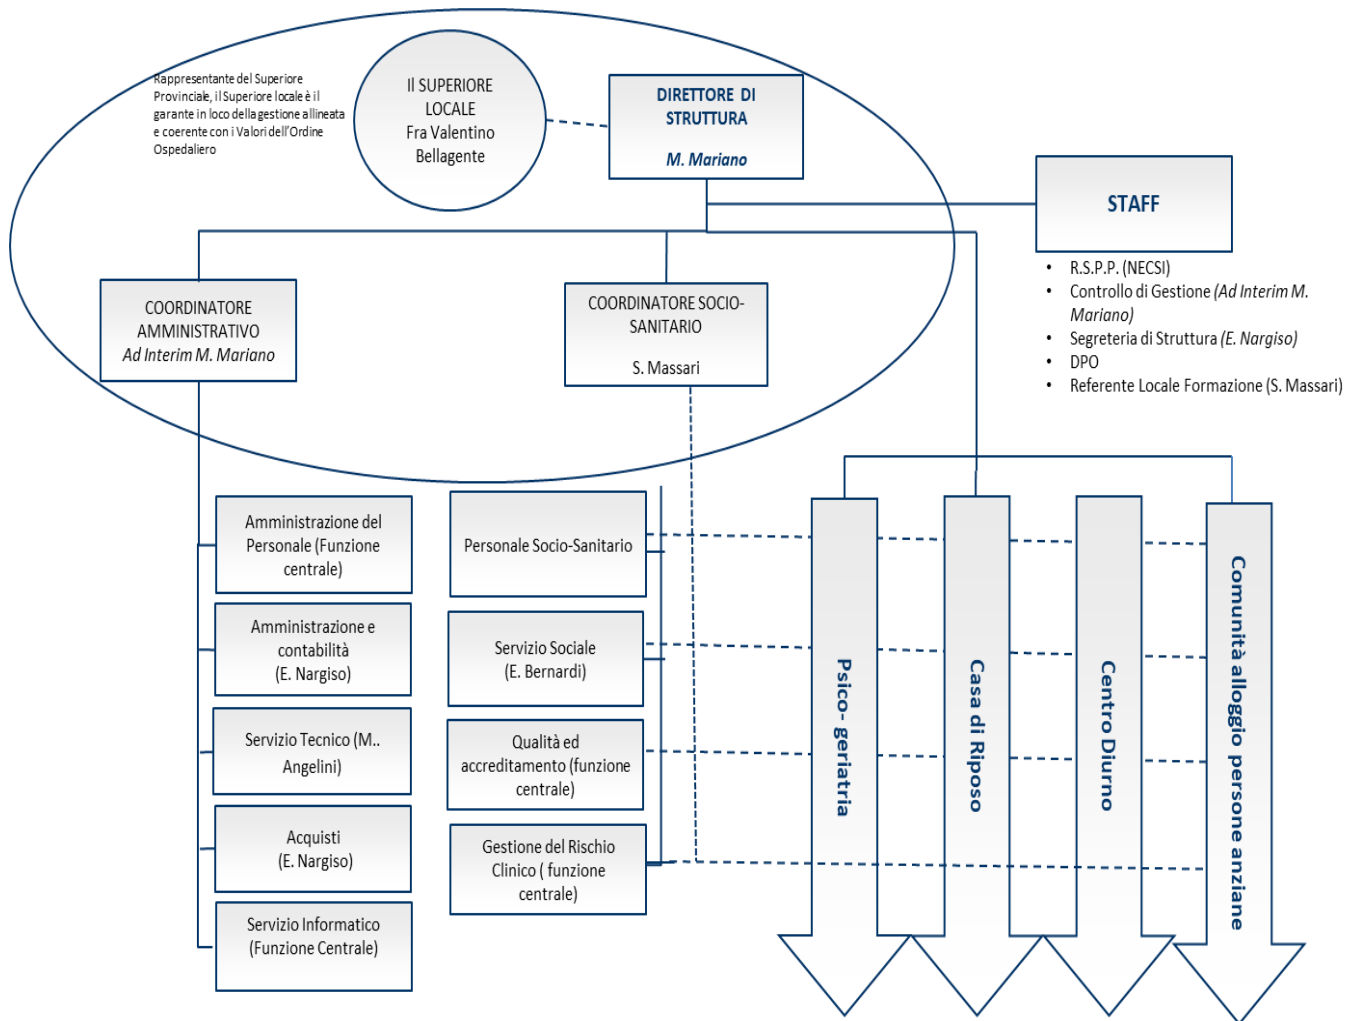 Rappresentante del Superiore
Provinciale, il Superiore locale è il
garante in loco della gestione allineata
e coerente con i Valori dell'Ordine
Ospedaliero
Il SUPERIORE
LOCALE
Fra Valentino
Bellagente
DIRETTORE DI
STRUTTURA
M. Mariano
STAFF
• R.S.P.P. (NECSI)
• Controllo di Gestione (Ad Interim M.
Mariano)
• Segreteria di Struttura (E. Nargiso)
• DPO
• Referente Locale Formazione (S. Massari)
COORDINATORE
AMMINISTRATIVO
Ad Interim M. Mariano
COORDINATORE SOCIO-
SANITARIO
S. Massari
Amministrazione del
Personale (Funzione
centrale)
Amministrazione e
contabilità
(E. Nargiso)
Servizio Tecnico (M..
Angelini)
Acquisti
(E. Nargiso)
Servizio Informatico
(Funzione Centrale)
Personale Socio-Sanitario
Servizio Sociale
(E. Bernardi)
Qualità ed
accreditamento (funzione
centrale)
Gestione del Rischio
Clinico ( funzione
centrale)
Psico- geriatria
Casa di Riposo
Centro Diurno
Comunità alloggio persone anziane